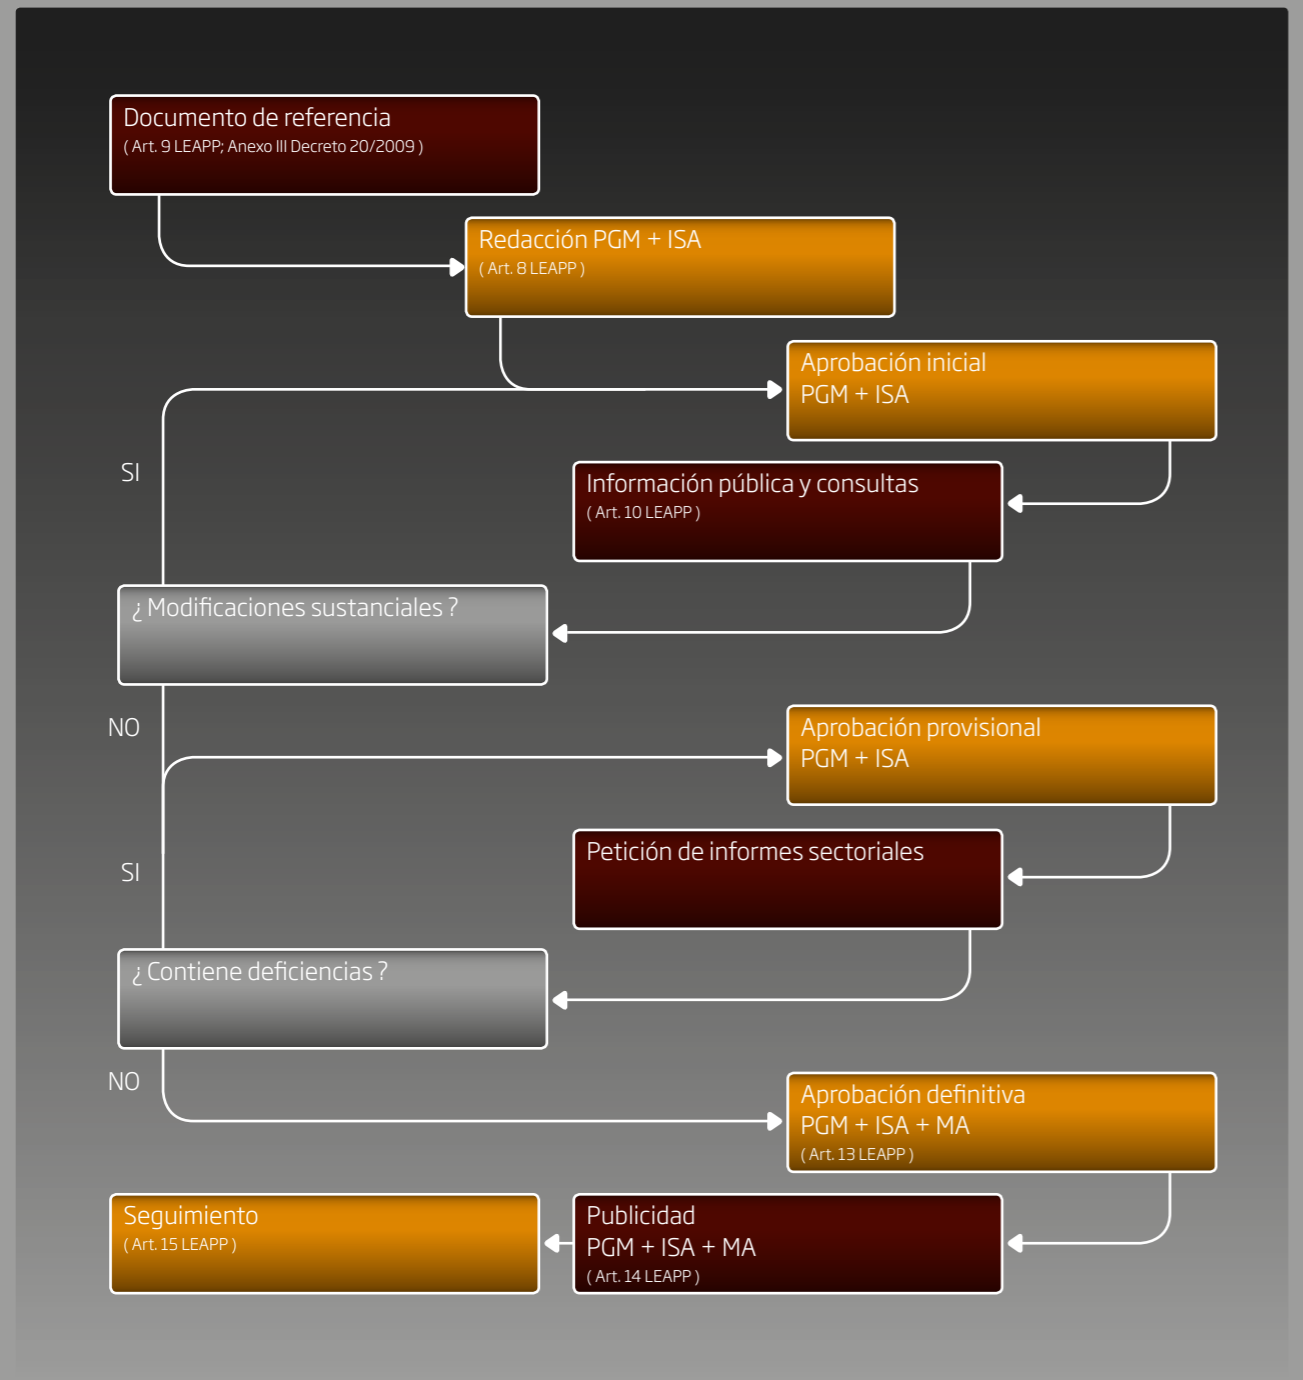 Documento de referencia
( Art. 9 LEAPP; Anexo III Decreto 20/2009 )
Redacción PGM + ISA
( Art. 8 LEAPP )
Aprobación inicial
PGM + ISA
SI
Información pública y consultas
( Art. 10 LEAPP )
¿ Modificaciones sustanciales ?
NO
Aprobación provisional
PGM + ISA
SI
Petición de informes sectoriales
¿ Contiene deficiencias ?
NO
Aprobación definitiva
PGM + ISA + MA
( Art. 13 LEAPP )
Seguimiento
( Art. 15 LEAPP )
Publicidad
PGM + ISA + MA
( Art. 14 LEAPP )